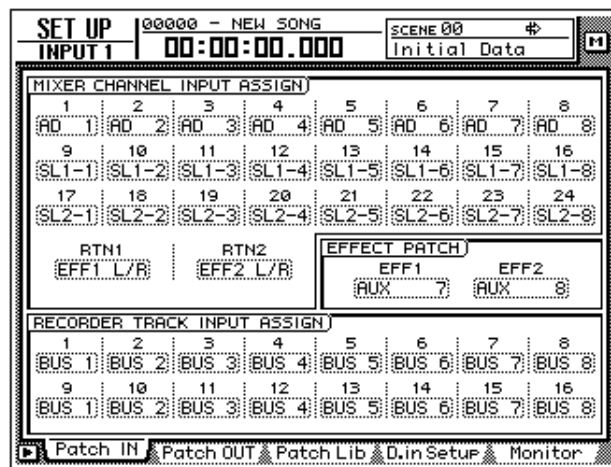 SET UP
INPUT 1
00000 - NEW SONG
00:00:00.000
SCENE 00
Initial Data
M
MIXER CHANNEL INPUT ASSIGN
1 2 3 4 5 6 7 8
AD 1 AD 2 AD 3 AD 4 AD 5 AD 6 AD 7 AD 8
9 10 11 12 13 14 15 16
SL1-1 SL1-2 SL1-3 SL1-4 SL1-5 SL1-6 SL1-7 SL1-8
17 18 19 20 21 22 23 24
SL2-1 SL2-2 SL2-3 SL2-4 SL2-5 SL2-6 SL2-7 SL2-8
RTN1 RTN2
EFF1 L/R EFF2 L/R
EFFECT PATCH
EFF1 EFF2
AUX 7 AUX 8
RECORDER TRACK INPUT ASSIGN
1 2 3 4 5 6 7 8
BUS 1 BUS 2 BUS 3 BUS 4 BUS 5 BUS 6 BUS 7 BUS 8
9 10 11 12 13 14 15 16
BUS 1 BUS 2 BUS 3 BUS 4 BUS 5 BUS 6 BUS 7 BUS 8
Patch IN Patch OUT Patch Lib D.in Setup Monitor